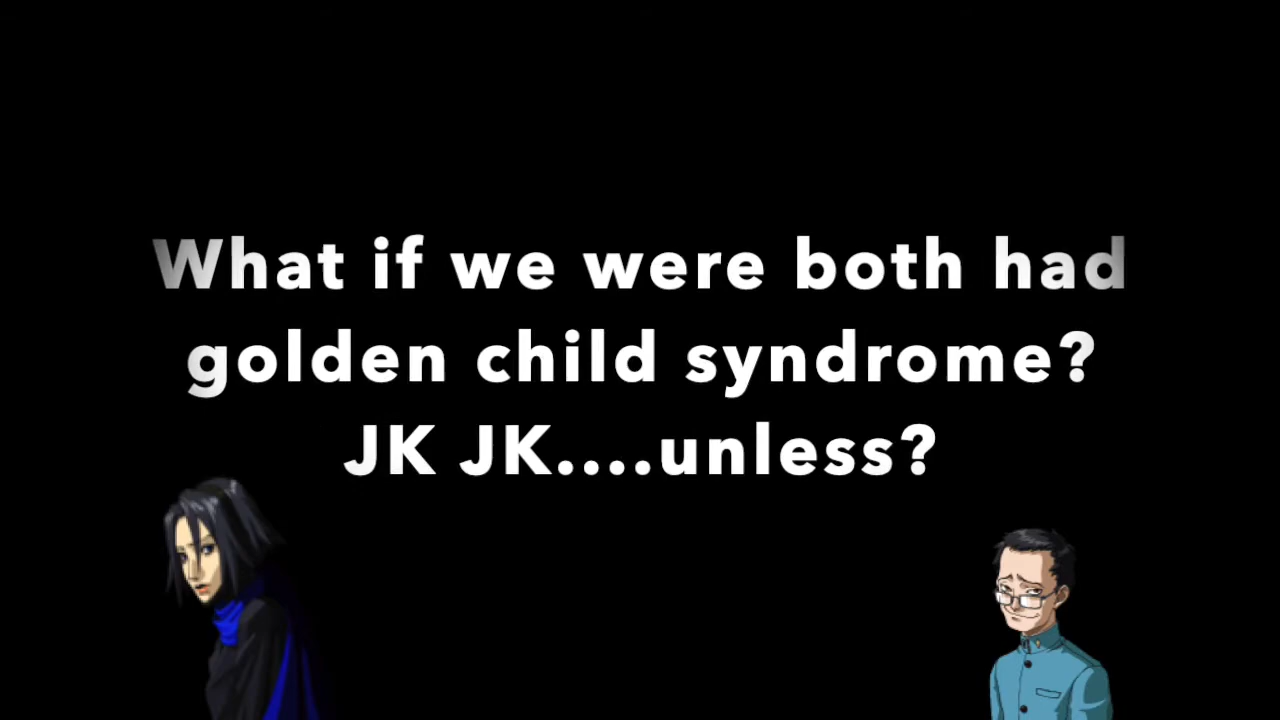 What if we were both had
golden child syndrome?
JK JK....unless?